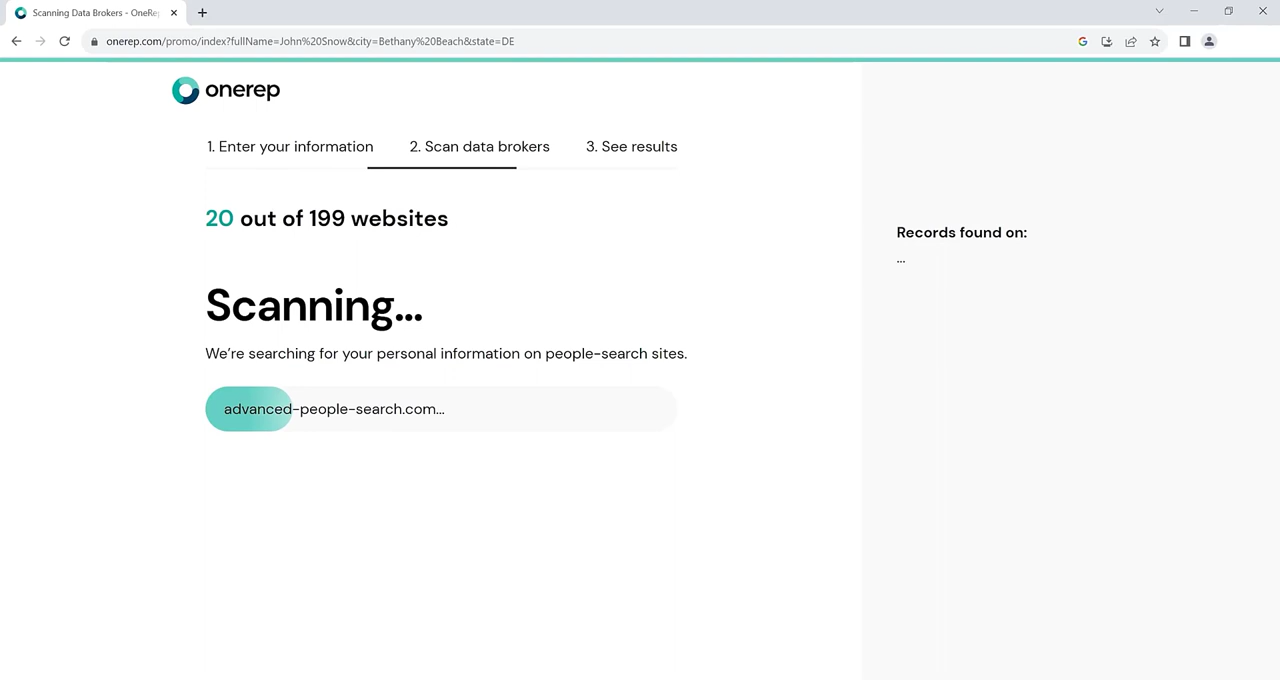 Scanning Data Brokers - OneRe
onerep.com/promo/index?fullName=John%20Snow&city=Bethany%20Beach&state=DE
onerep
1. Enter your information
2. Scan data brokers
3. See results
20 out of 199 websites
Scanning...
We're searching for your personal information on people-search sites.
advanced-people-search.com...
Records found on:
...